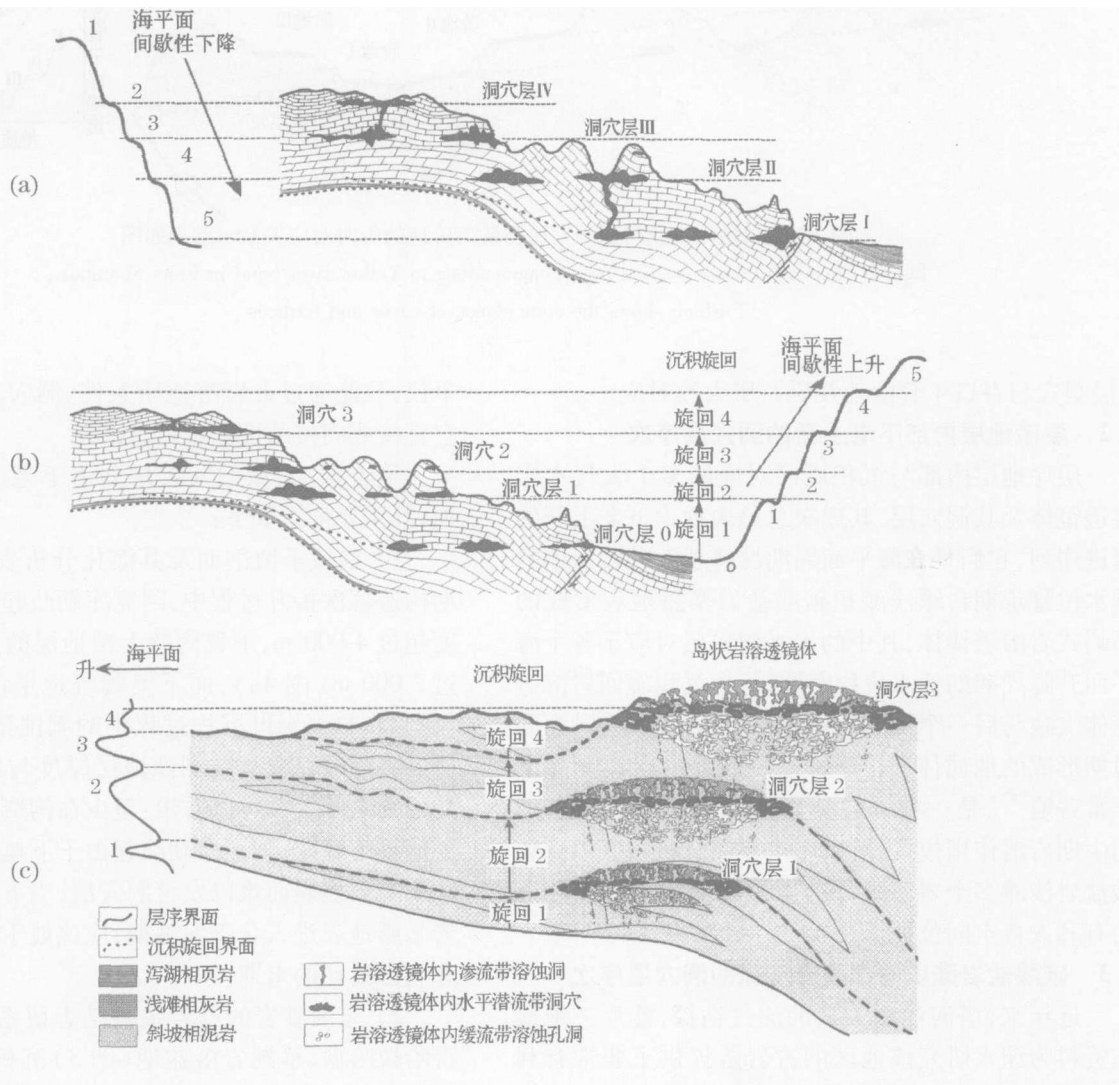 海平面
间歇性下降
1
2
3
4
5
(a)
洞穴层Ⅳ
洞穴层Ⅲ
洞穴层Ⅱ
洞穴层Ⅰ
(b)
洞穴 3
洞穴 2
洞穴层 1
洞穴层 0
沉积旋回
旋回 4
旋回 3
旋回 2
旋回 1
海平面
间歇性上升
5
4
3
2
海平面
升
沉积旋回
岛状岩溶透镜体
洞穴层3
洞穴层 2
洞穴层 1
4
3
2
1
(c)
旋回 4
旋回 3
旋回 2
旋回 1
层序界面
沉积旋回界面
泻湖相页岩
浅滩相灰岩
斜坡相泥岩
岩溶透镜体内渗流带溶蚀洞
岩溶透镜体内水平潜流带洞穴
岩溶透镜体内缓流带溶蚀孔洞